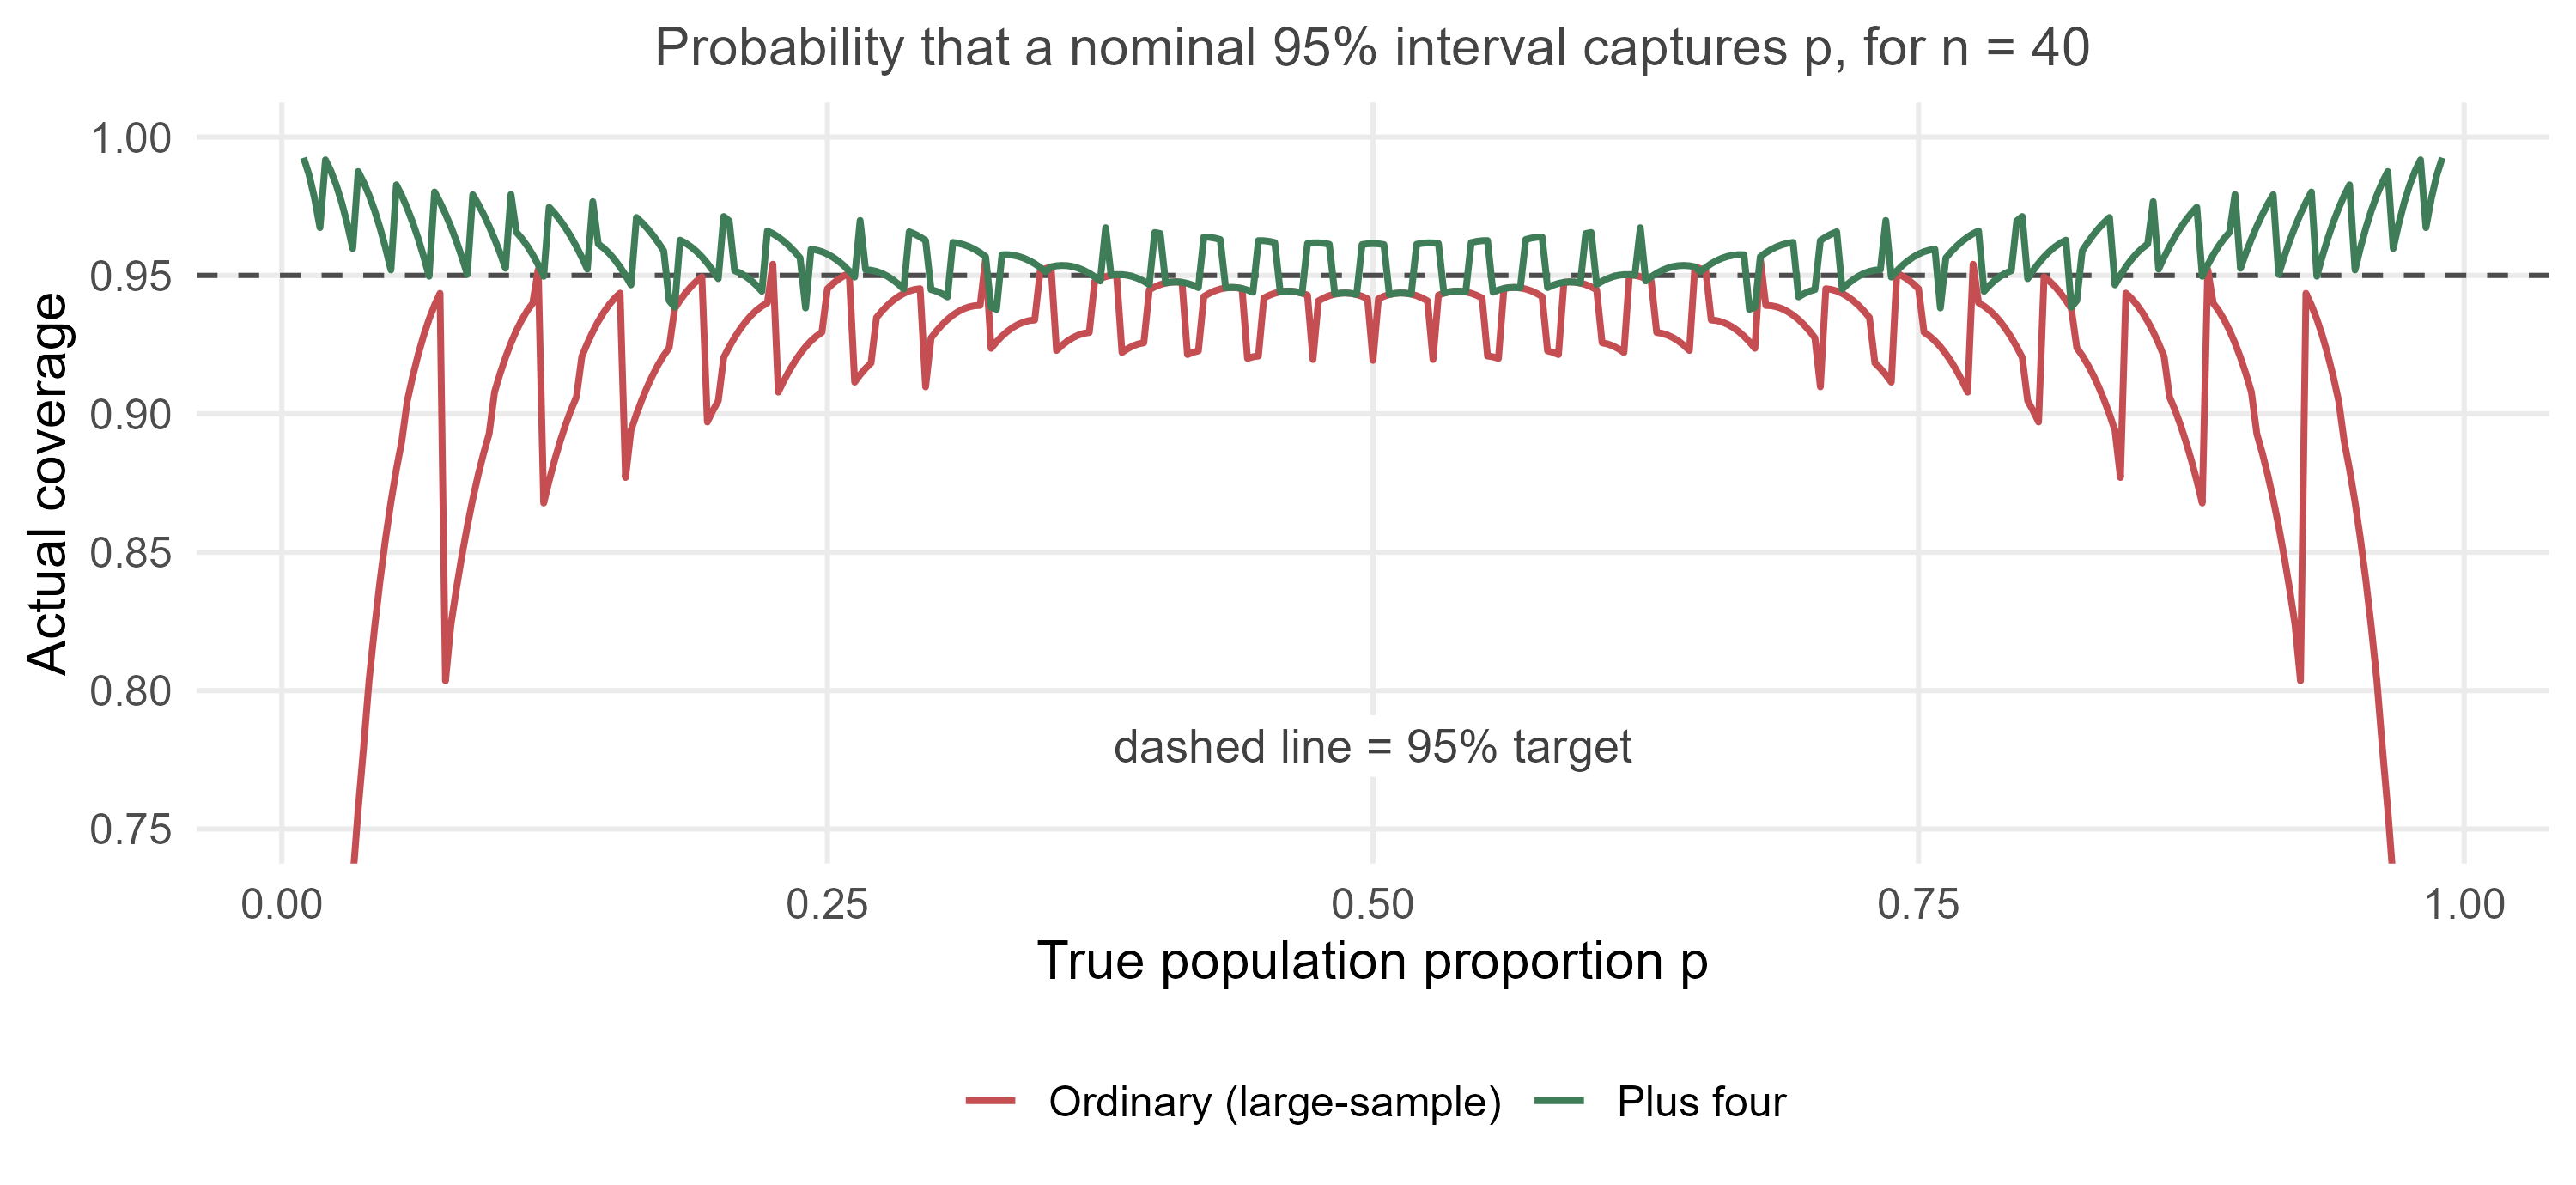 Probability that a nominal 95% interval captures p, for n = 40
Actual coverage
1.00
0.95
0.90
0.85
0.80
0.75
dashed line = 95% target
0.00 0.25 0.50 0.75 1.00
True population proportion p
Ordinary (large-sample) Plus four